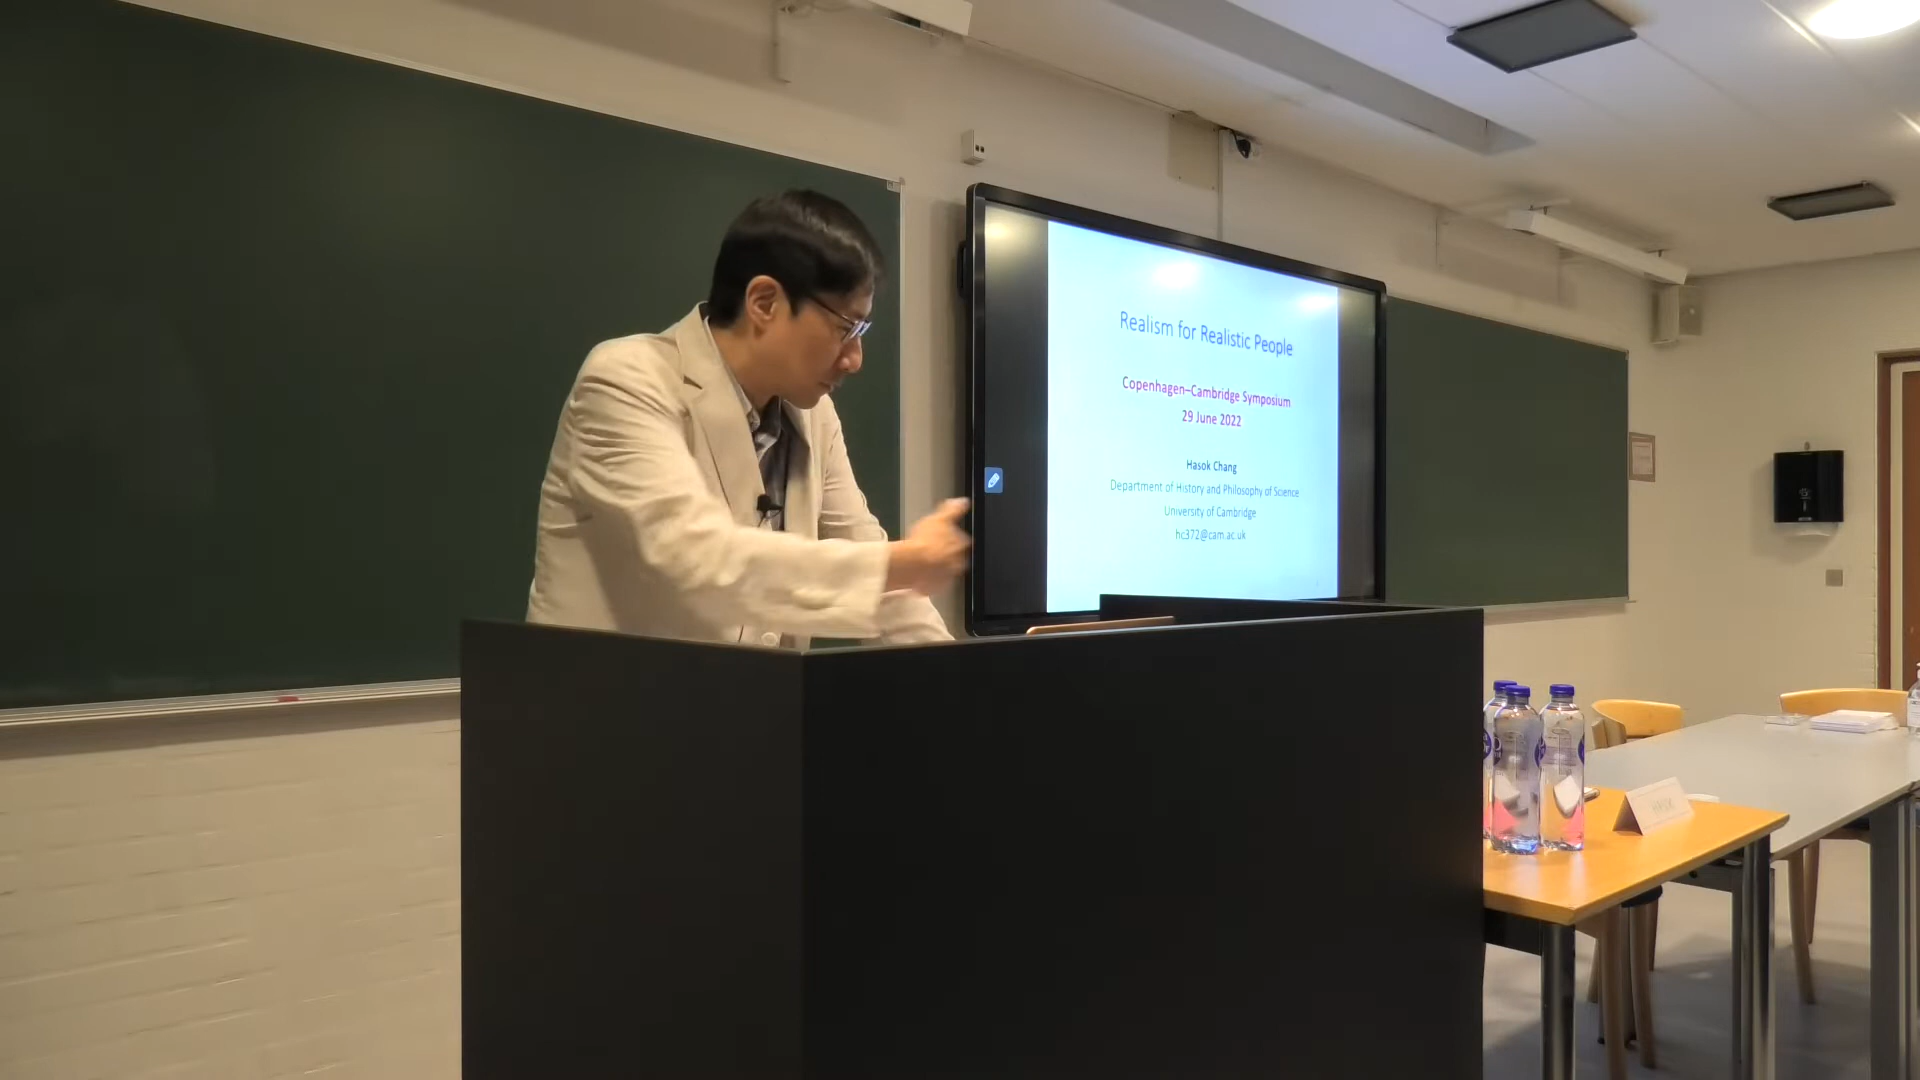 Realism for Realistic People
Copenhagen–Cambridge Symposium
29 June 2022
Hasok Chang
Department of History and Philosophy of Science
University of Cambridge
hc372@cam.ac.uk
HASOK